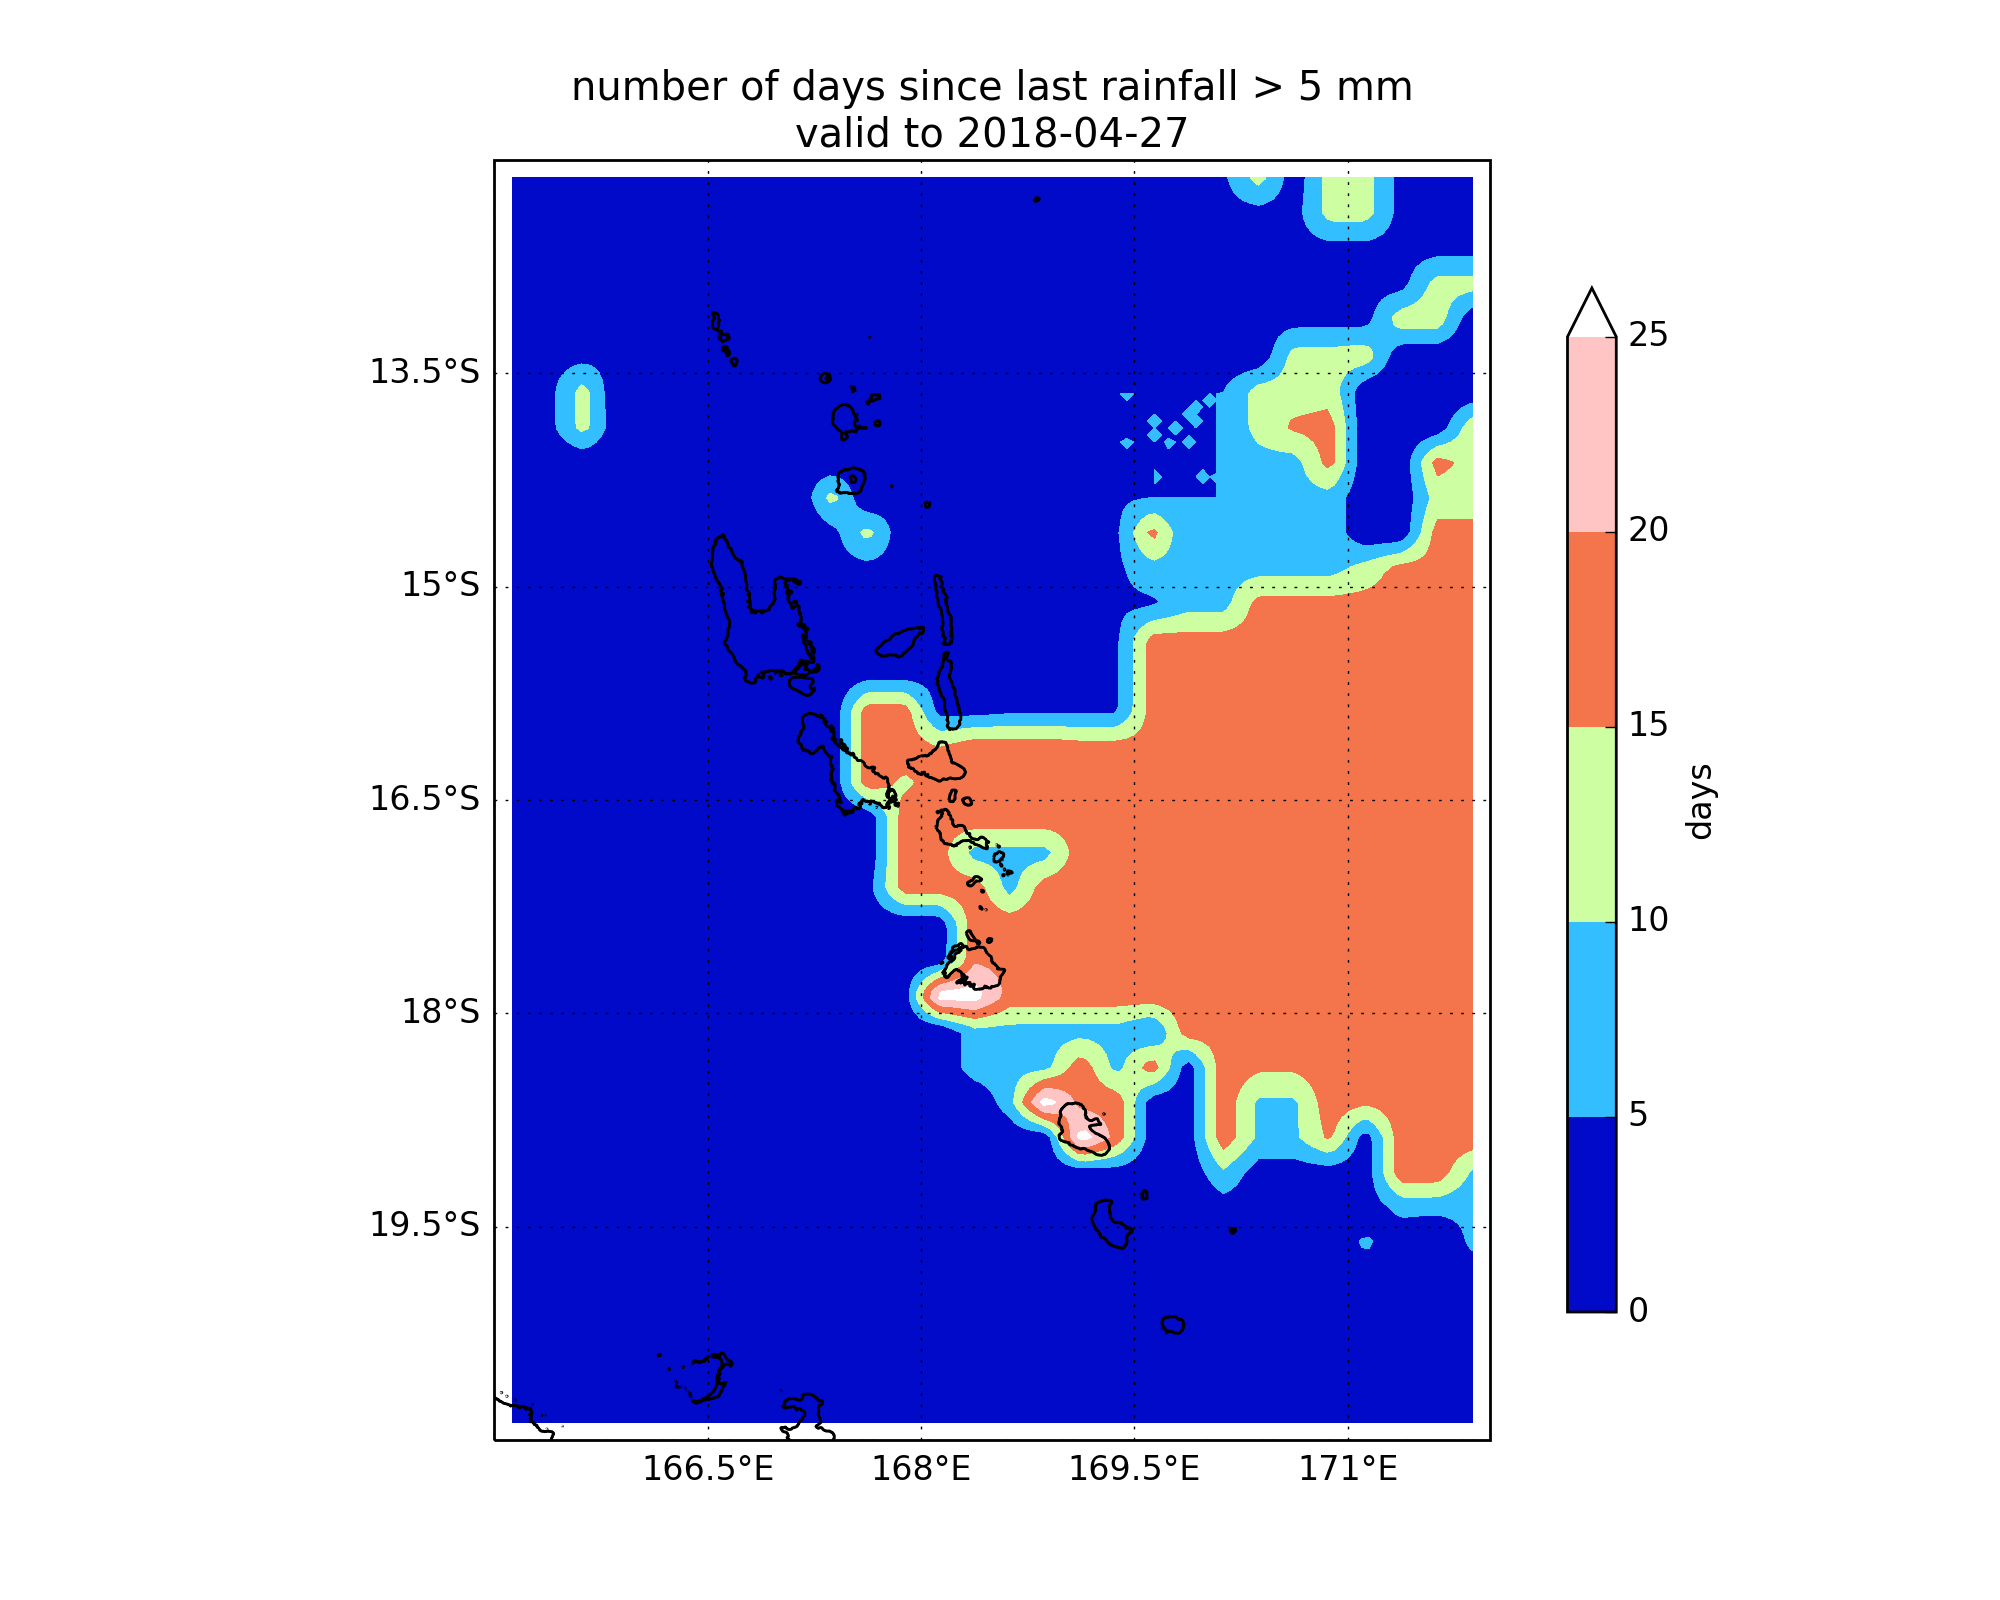 number of days since last rainfall > 5 mm
valid to 2018-04-27
13.5°S
15°S
16.5°S
18°S
19.5°S
166.5°E
168°E
169.5°E
171°E
25
20
15
10
5
0
days